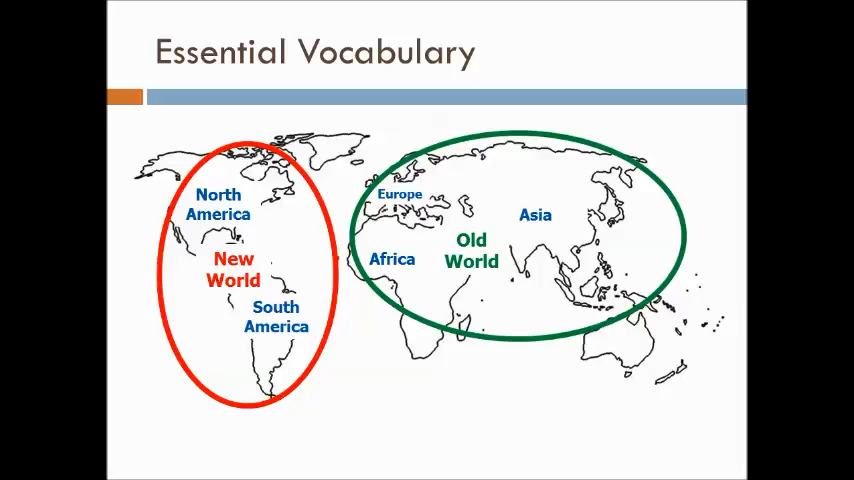 Essential Vocabulary
North
America
New
World
South
America
Europe
Asia
Africa
Old
World